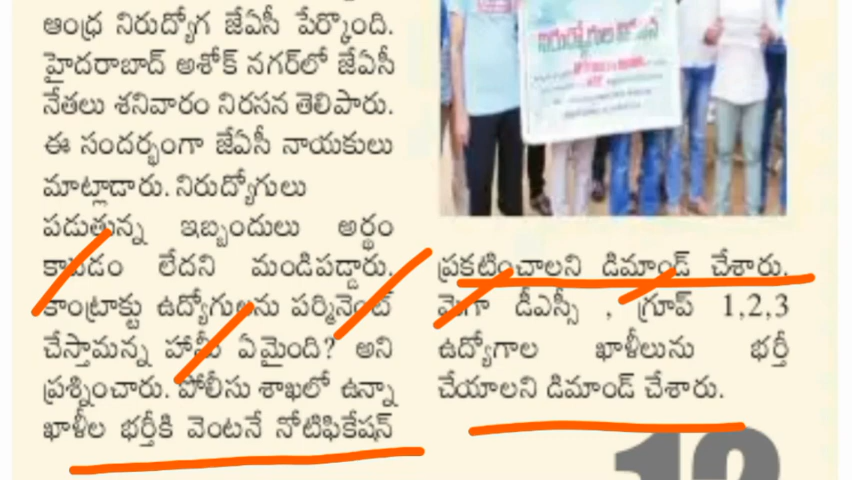 ఆంధ్ర నిరుద్యోగ జేఏసీ పేర్కొంది.
హైదరాబాద్ అశోక్ నగర్‌లో జేఏసీ
నేతలు శనివారం నిరసన తెలిపారు.
ఈ సందర్భంగా జేఏసీ నాయకులు
మాట్లాడారు. నిరుద్యోగులు
పడుతున్న ఇబ్బందులు అర్థం
కావడం లేదని మండిపడ్డారు.
కాంట్రాక్టు ఉద్యోగులను పర్మినెంట్
చేస్తామన్న హామీ ఏమైంది? అని
ప్రశ్నించారు. పోలీసు శాఖలో ఉన్నా
ఖాళీల భర్తీకి వెంటనే నోటిఫికేషన్
నిరుద్యోగుల
ప్రకటించాలని డిమాండ్ చేశారు.
మెగా డీఎస్సీ , గ్రూప్ 1,2,3
ఉద్యోగాల ఖాళీలును భర్తీ
చేయాలని డిమాండ్ చేశారు.
12